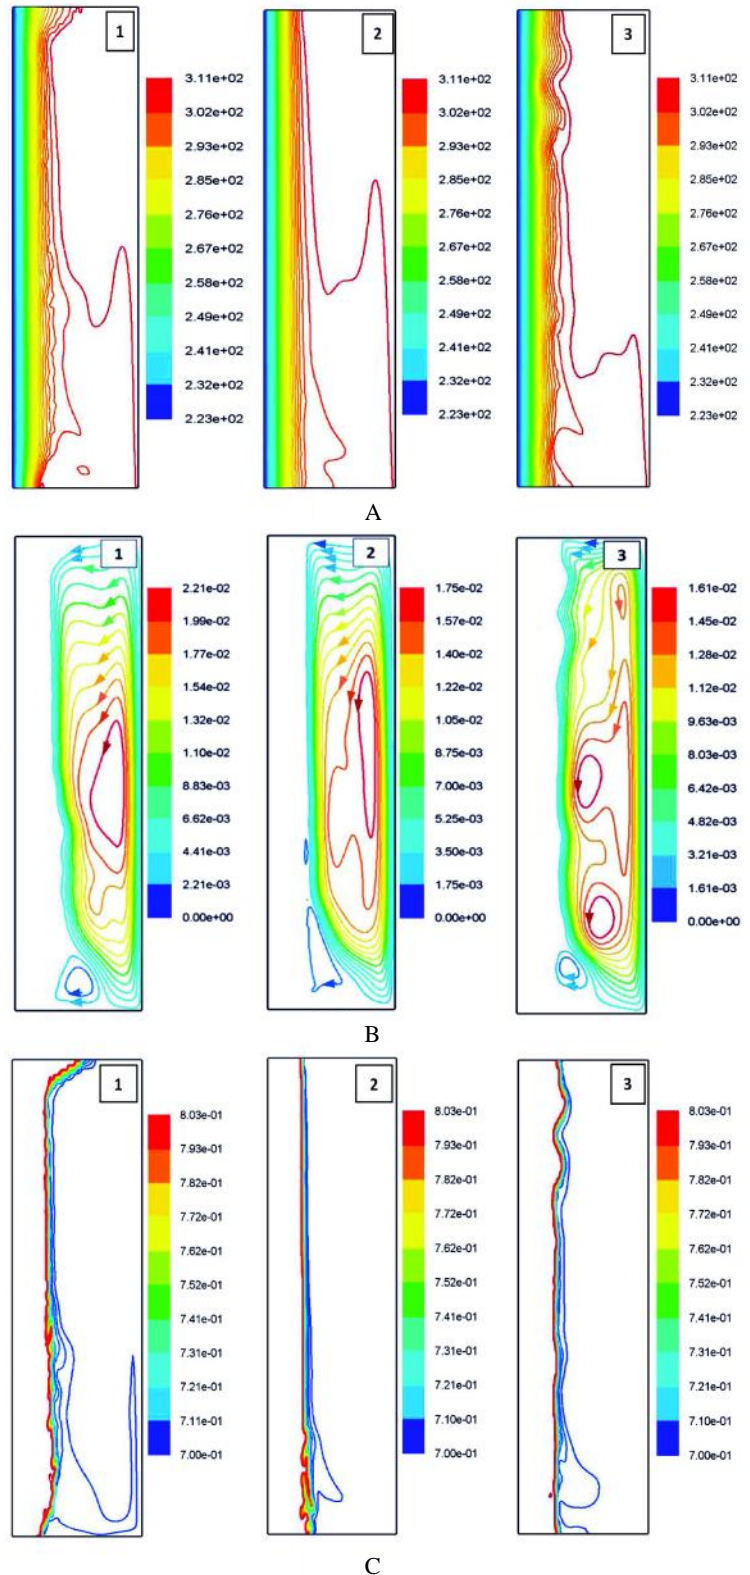 1
3.11e+02
3.02e+02
2.93e+02
2.85e+02
2.76e+02
2.67e+02
2.58e+02
2.49e+02
2.41e+02
2.32e+02
2.23e+02
2
3.11e+02
3.02e+02
2.93e+02
2.85e+02
2.76e+02
2.67e+02
2.58e+02
2.49e+02
2.41e+02
2.32e+02
2.23e+02
3
3.11e+02
3.02e+02
2.93e+02
2.85e+02
2.76e+02
2.67e+02
2.58e+02
2.49e+02
2.41e+02
2.32e+02
2.23e+02
A
1
2.21e-02
1.99e-02
1.77e-02
1.54e-02
1.32e-02
1.10e-02
8.83e-03
6.62e-03
4.41e-03
2.21e-03
0.00e+00
2
1.75e-02
1.57e-02
1.40e-02
1.22e-02
1.05e-02
8.75e-03
7.00e-03
5.25e-03
3.50e-03
1.75e-03
0.00e+00
3
1.61e-02
1.45e-02
1.28e-02
1.12e-02
9.63e-03
8.03e-03
6.42e-03
4.82e-03
3.21e-03
1.61e-03
0.00e+00
B
1
8.03e-01
7.93e-01
7.82e-01
7.72e-01
7.62e-01
7.52e-01
7.41e-01
7.31e-01
7.21e-01
7.11e-01
7.00e-01
2
8.03e-01
7.93e-01
7.82e-01
7.72e-01
7.62e-01
7.52e-01
7.41e-01
7.31e-01
7.21e-01
7.10e-01
7.00e-01
3
8.03e-01
7.93e-01
7.82e-01
7.72e-01
7.62e-01
7.52e-01
7.41e-01
7.31e-01
7.21e-01
7.10e-01
7.00e-01
C